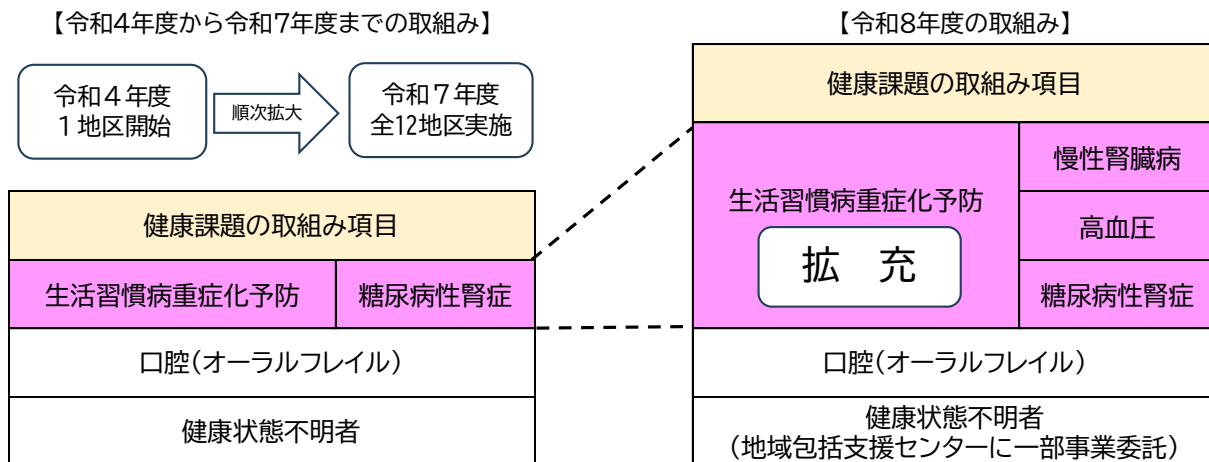 【令和4年度から令和7年度までの取組み】
令和４年度
１地区開始
順次拡大
令和７年度
全12地区実施
健康課題の取組み項目
生活習慣病重症化予防
糖尿病性腎症
口腔(オーラルフレイル)
健康状態不明者
【令和8年度の取組み】
健康課題の取組み項目
生活習慣病重症化予防
拡　充
慢性腎臓病
高血圧
糖尿病性腎症
口腔(オーラルフレイル)
健康状態不明者
(地域包括支援センターに一部事業委託)